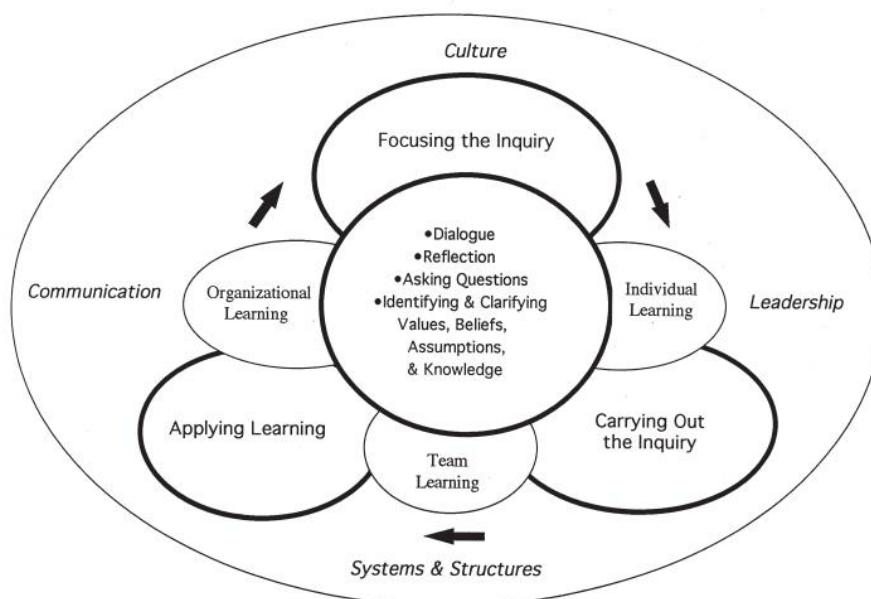 Culture
Focusing the Inquiry
•Dialogue
•Reflection
•Asking Questions
•Identifying & Clarifying
Values, Beliefs,
Assumptions,
& Knowledge
Communication
Organizational
Learning
Individual
Learning
Leadership
Applying Learning
Team
Learning
Carrying Out
the Inquiry
Systems & Structures